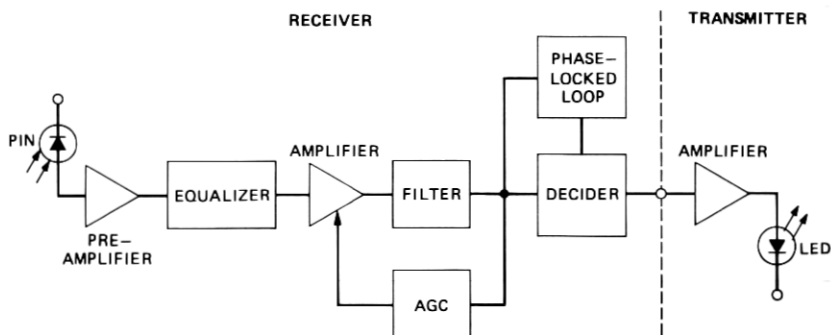 RECEIVER
TRANSMITTER
PHASE-
LOCKED
LOOP
PIN
AMPLIFIER
AMPLIFIER
EQUALIZER
FILTER
DECIDER
PRE-
AMPLIFIER
LED
AGC